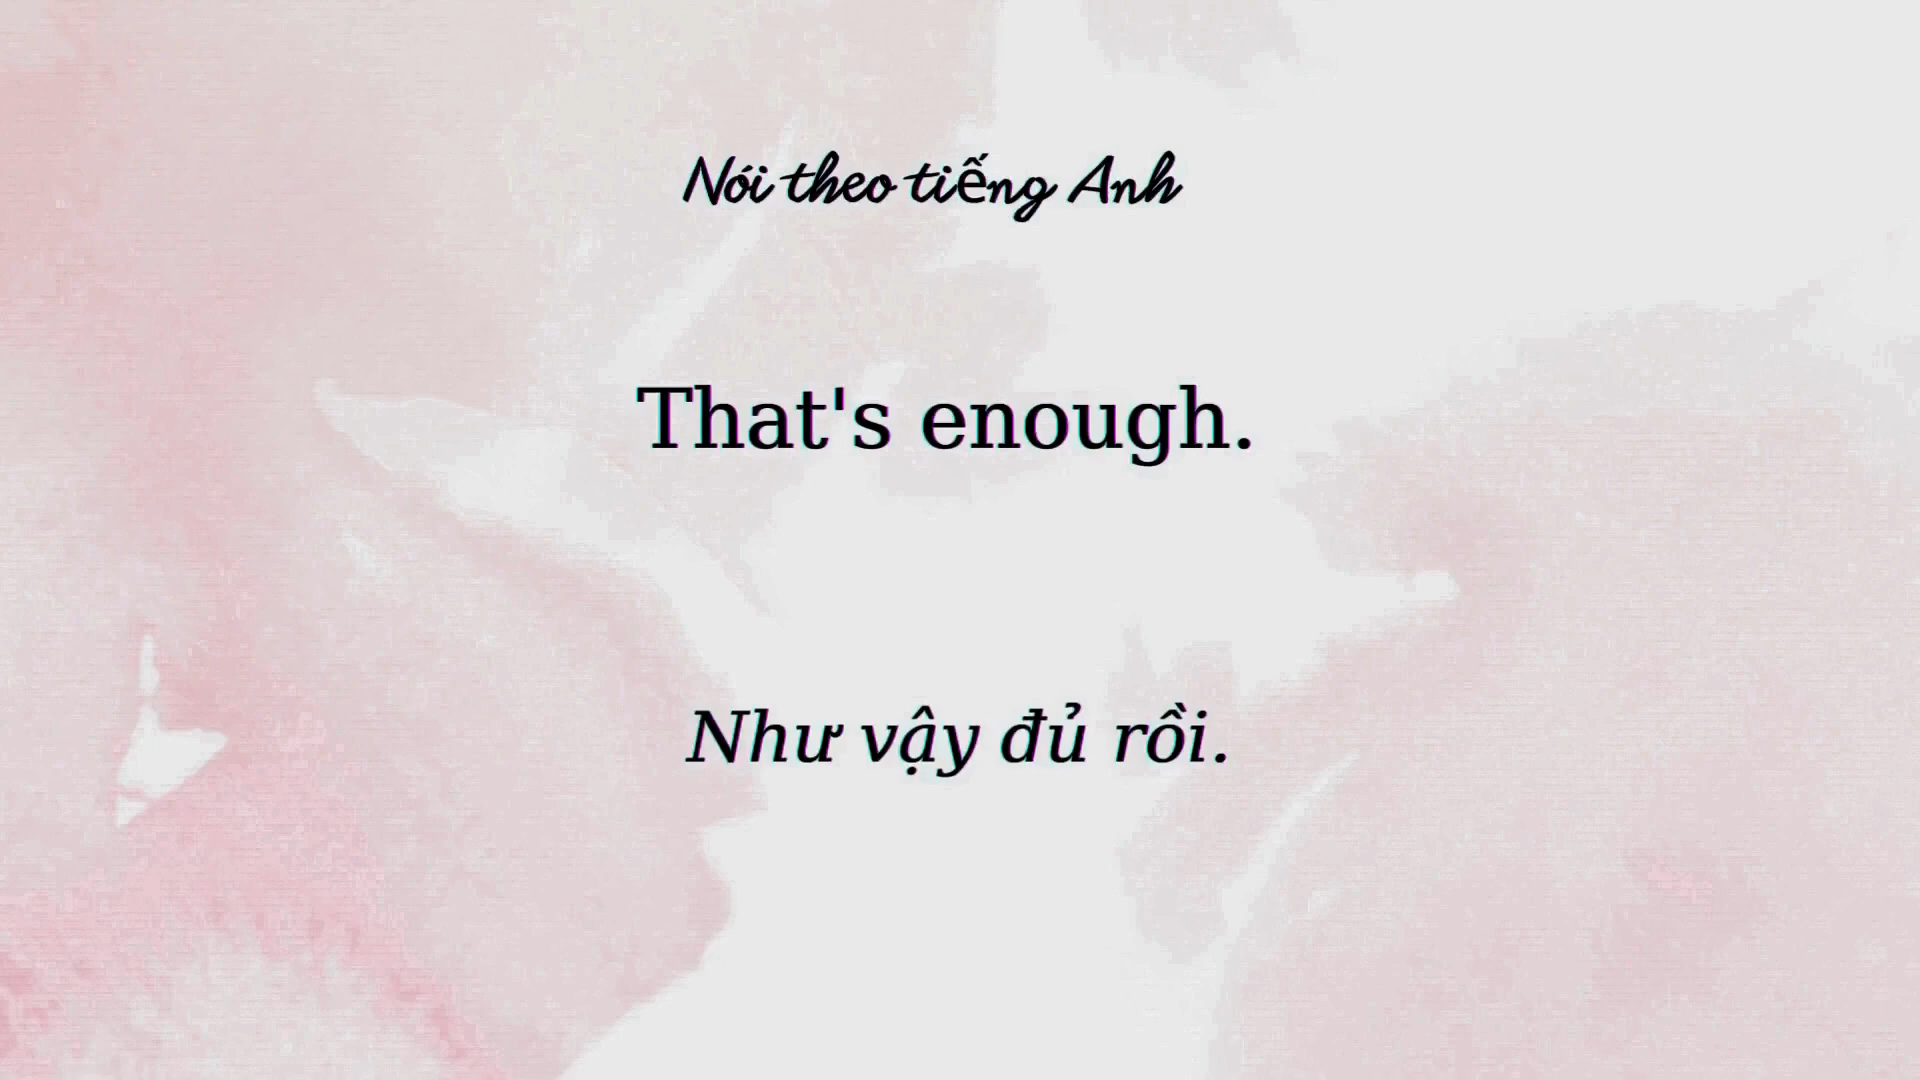 Nói theo tiếng Anh
That's enough.
Như vậy đủ rồi.